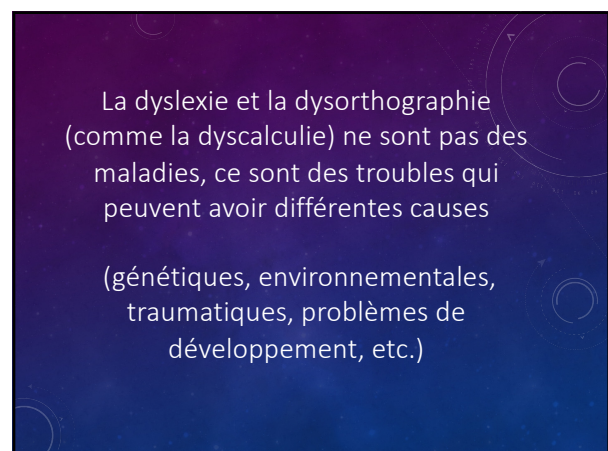 La dyslexie et la dysorthographie
(comme la dyscalculie) ne sont pas des
maladies, ce sont des troubles qui
peuvent avoir différentes causes
(génétiques, environnementales,
traumatiques, problèmes de
développement, etc.)